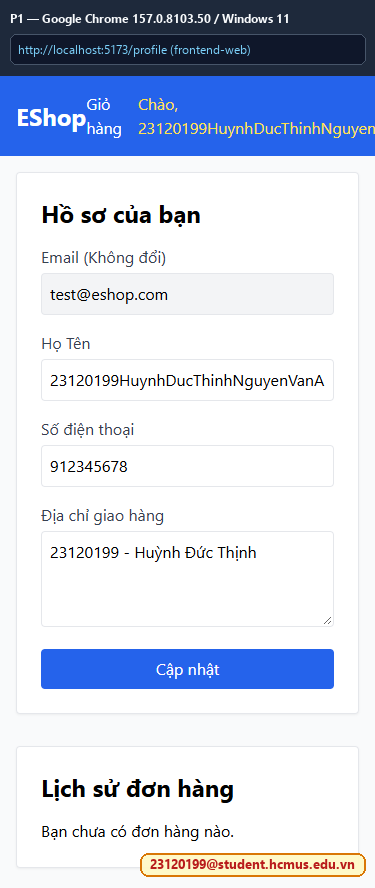 P1 — Google Chrome 157.0.8103.50 / Windows 11
http://localhost:5173/profile (frontend-web)
EShop
Giỏ hàng
Chào, 23120199HuynhDucThinhNguyen
Hồ sơ của bạn
Email (Không đổi)
test@eshop.com
Họ Tên
23120199HuynhDucThinhNguyenVanA
Số điện thoại
912345678
Địa chỉ giao hàng
23120199 - Huỳnh Đức Thịnh
Cập nhật
Lịch sử đơn hàng
Bạn chưa có đơn hàng nào.
23120199@student.hcmus.edu.vn